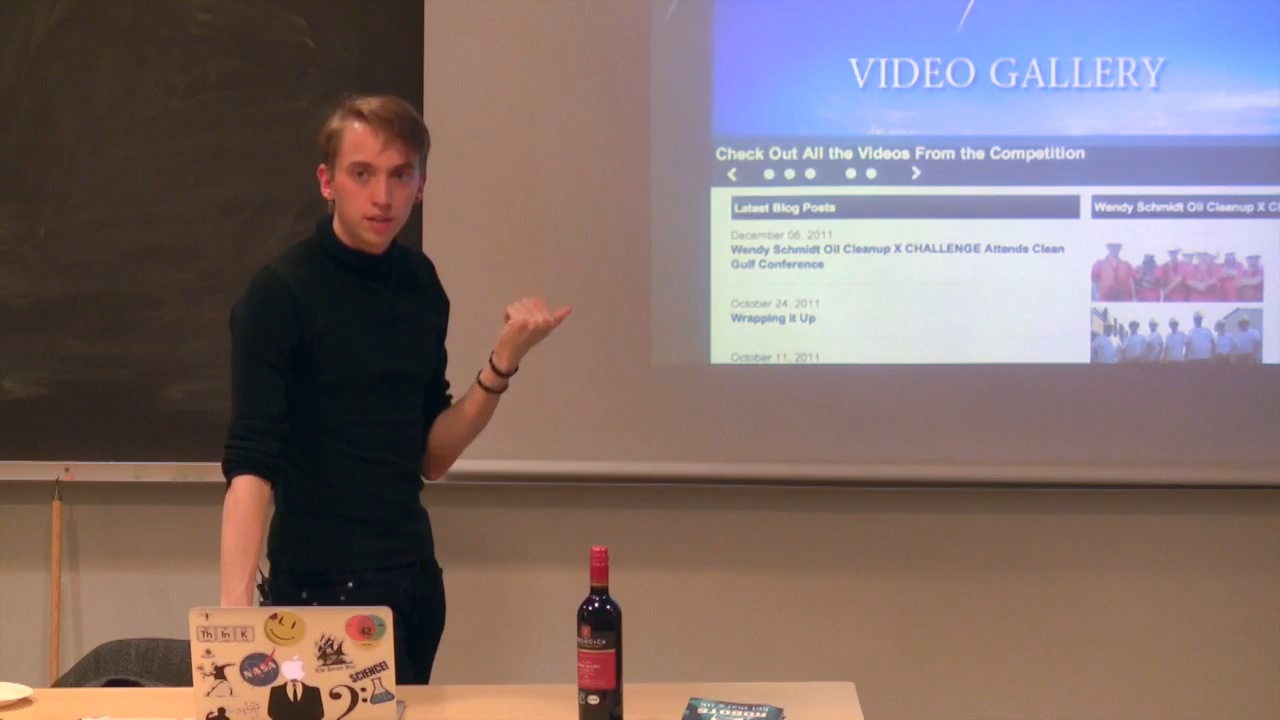 VIDEO GALLERY
Check Out All the Videos From the Competition
Latest Blog Posts
Wendy Schmidt Oil Cleanup X C
December 06, 2011
Wendy Schmidt Oil Cleanup X CHALLENGE Attends Clean
Gulf Conference
October 24, 2011
Wrapping it Up
October 11, 2011
Th In K
42
NASA
SCIENCE!
ROBOTS